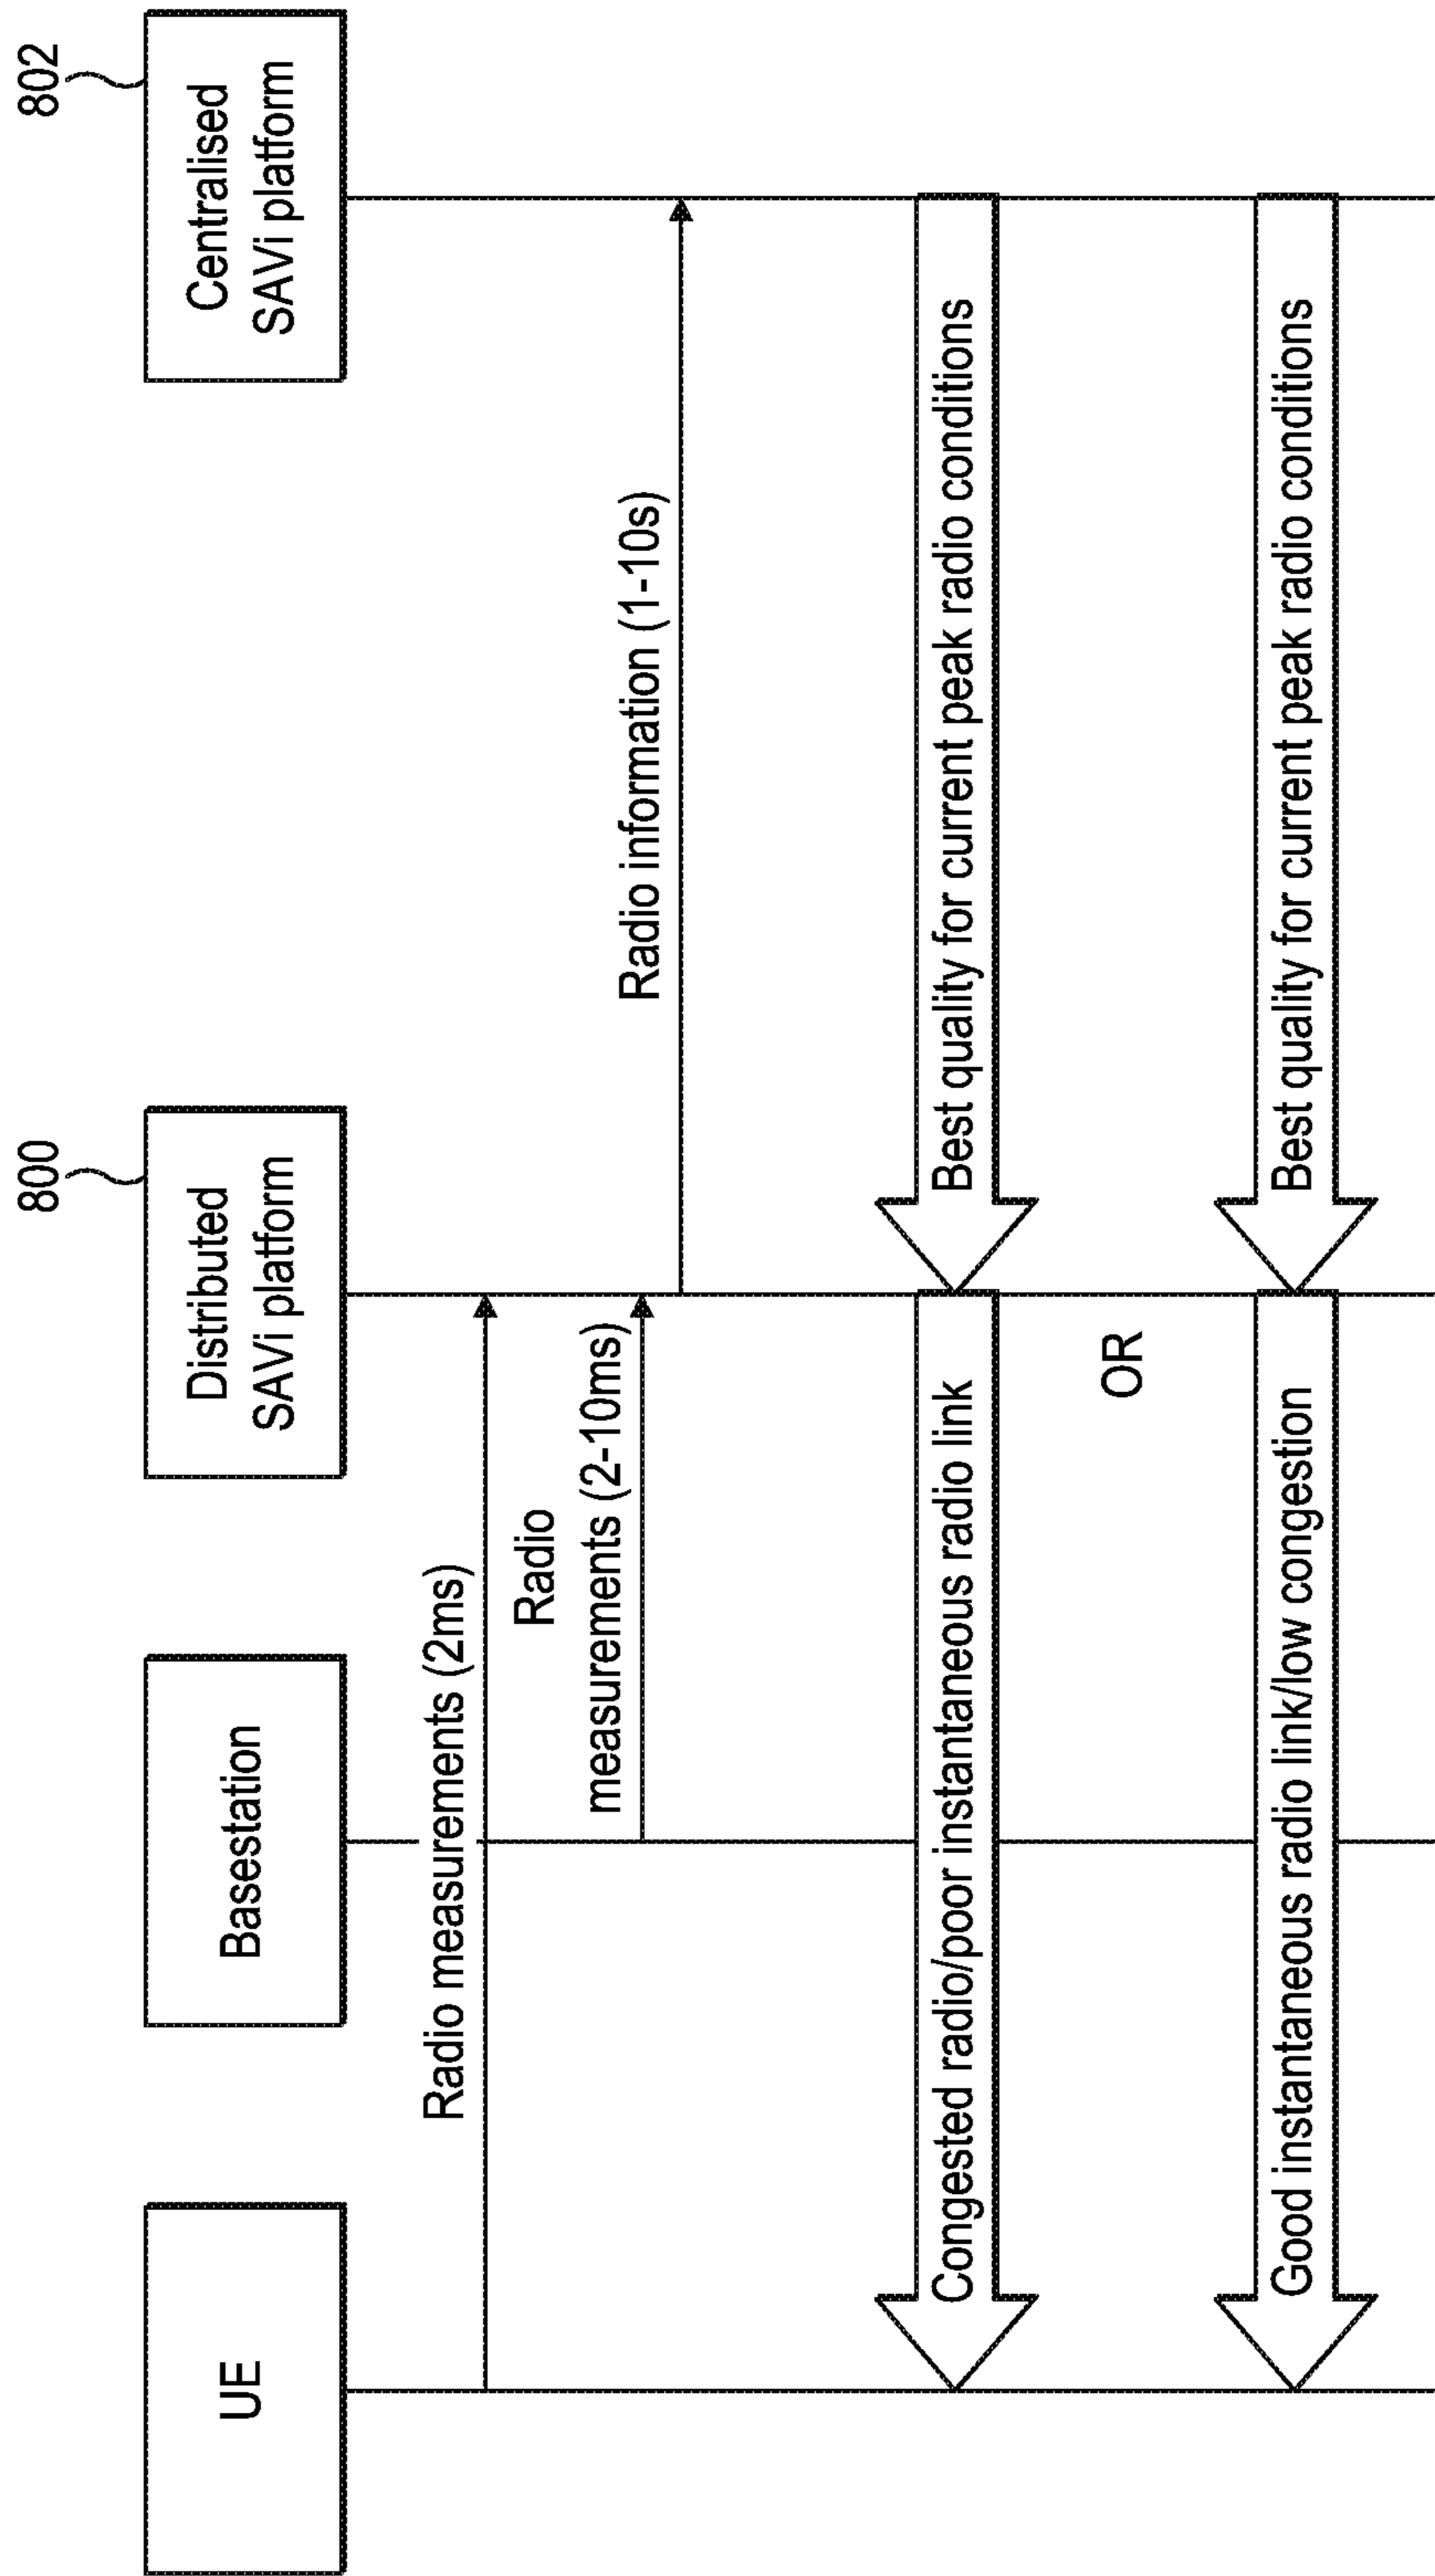 800
802
UE
Basestation
Distributed
SAVi platform
Centralised
SAVi platform
Radio measurements (2ms)
Radio
measurements (2-10ms)
Radio information (1-10s)
Congested radio/poor instantaneous radio link
Best quality for current peak radio conditions
OR
Good instantaneous radio link/low congestion
Best quality for current peak radio conditions